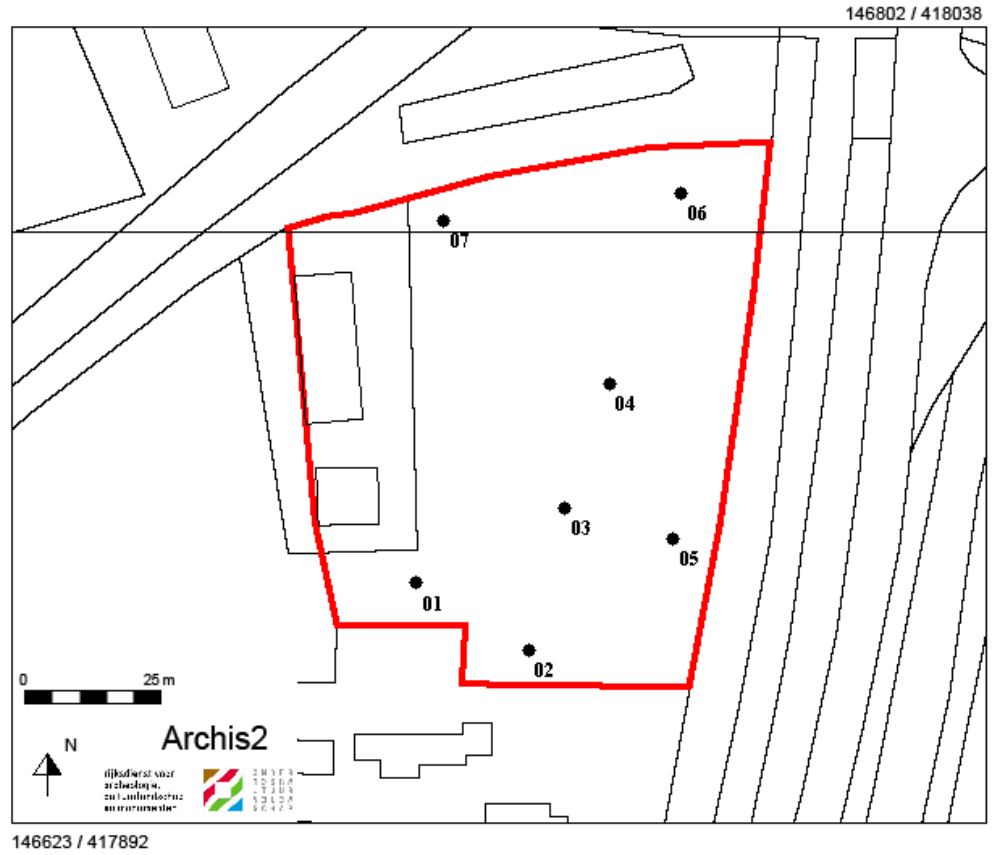 146802 / 418038
06
07
04
03
05
01
02
0 25 m
Archis2
N
rijksdienst voor
archeologie,
cultuurlandschap
en monumenten
146623 / 417892